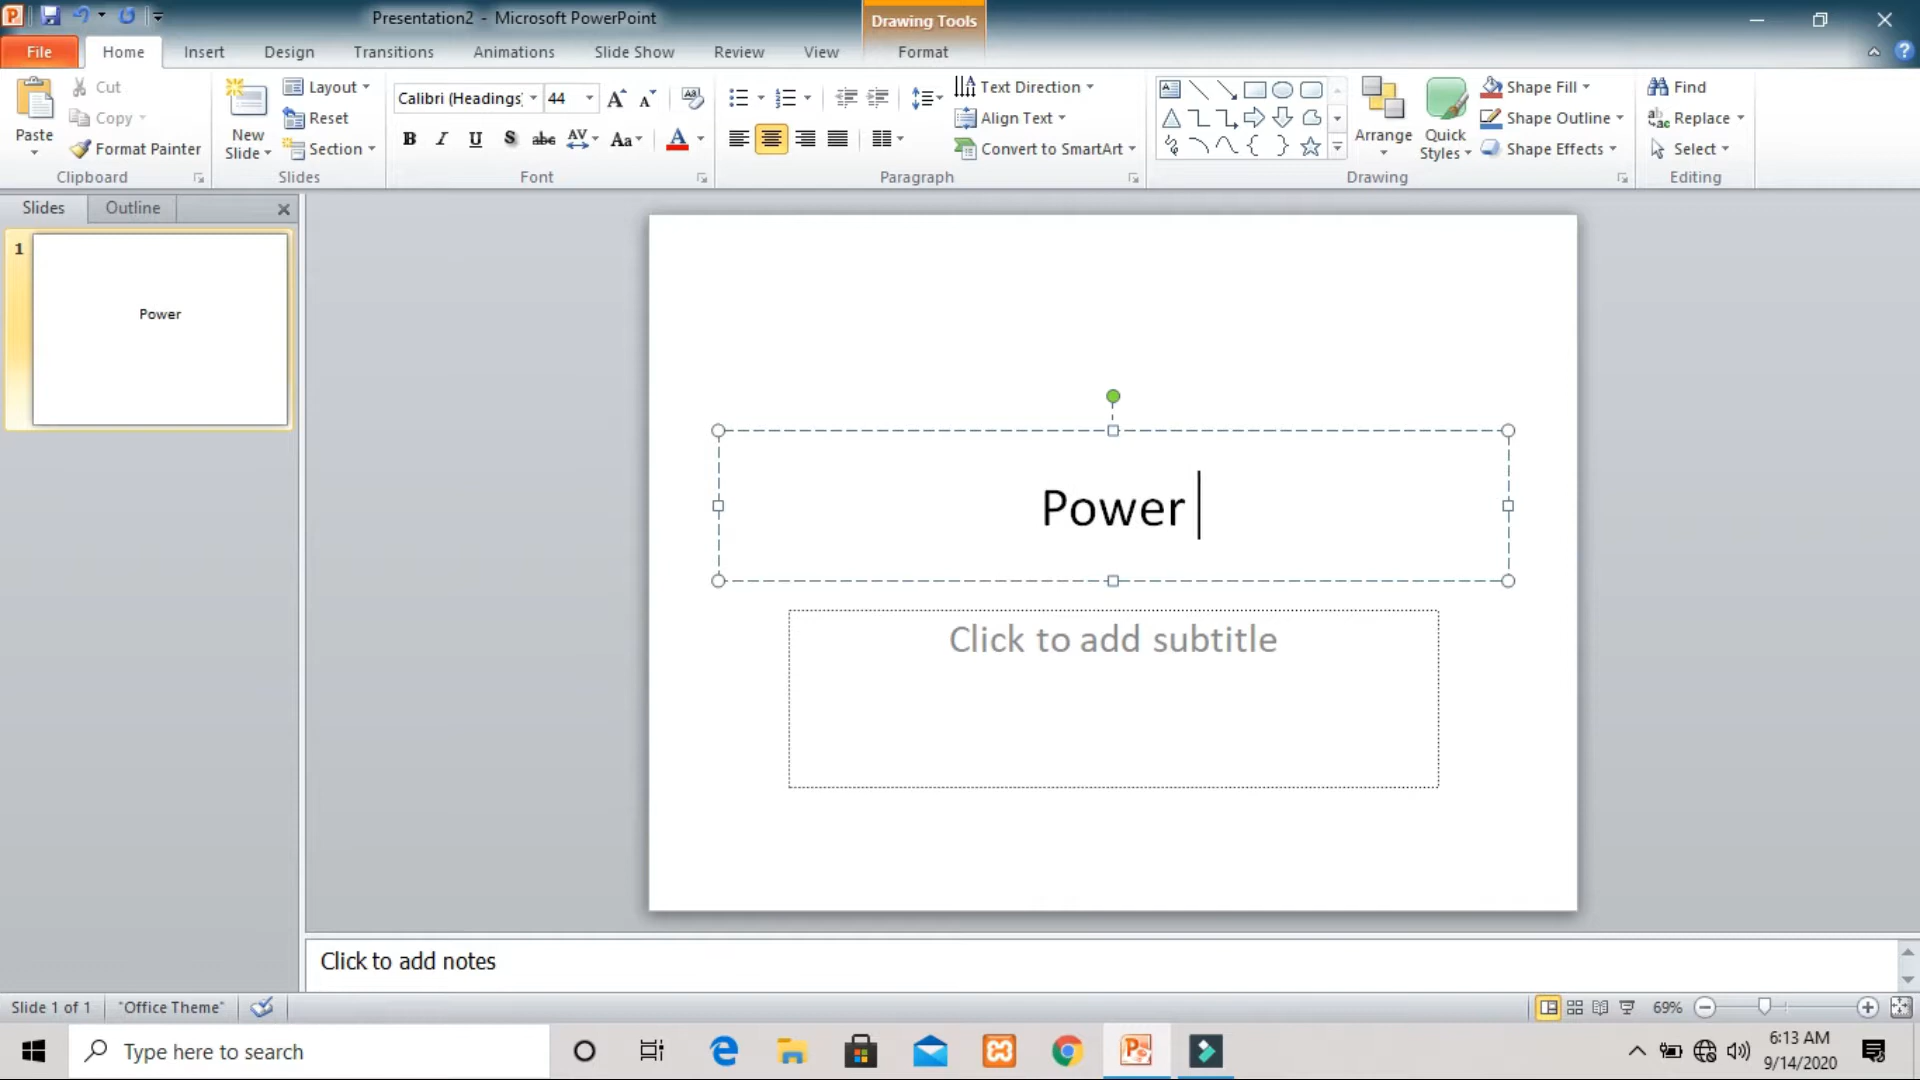 Presentation2 - Microsoft PowerPoint
Drawing Tools
File Home Insert Design Transitions Animations Slide Show Review View Format
Cut
Copy
Format Painter
Paste
Clipboard
New Slide
Layout
Reset
Section
Slides
Calibri (Headings) 44
B I U S abc AV Aa A
Font
Text Direction
Align Text
Convert to SmartArt
Paragraph
Arrange
Quick Styles
Shape Fill
Shape Outline
Shape Effects
Drawing
Find
Replace
Select
Editing
Slides Outline
1
Power
Power
Click to add subtitle
Click to add notes
Slide 1 of 1 "Office Theme" 69%
Type here to search
6:13 AM
9/14/2020